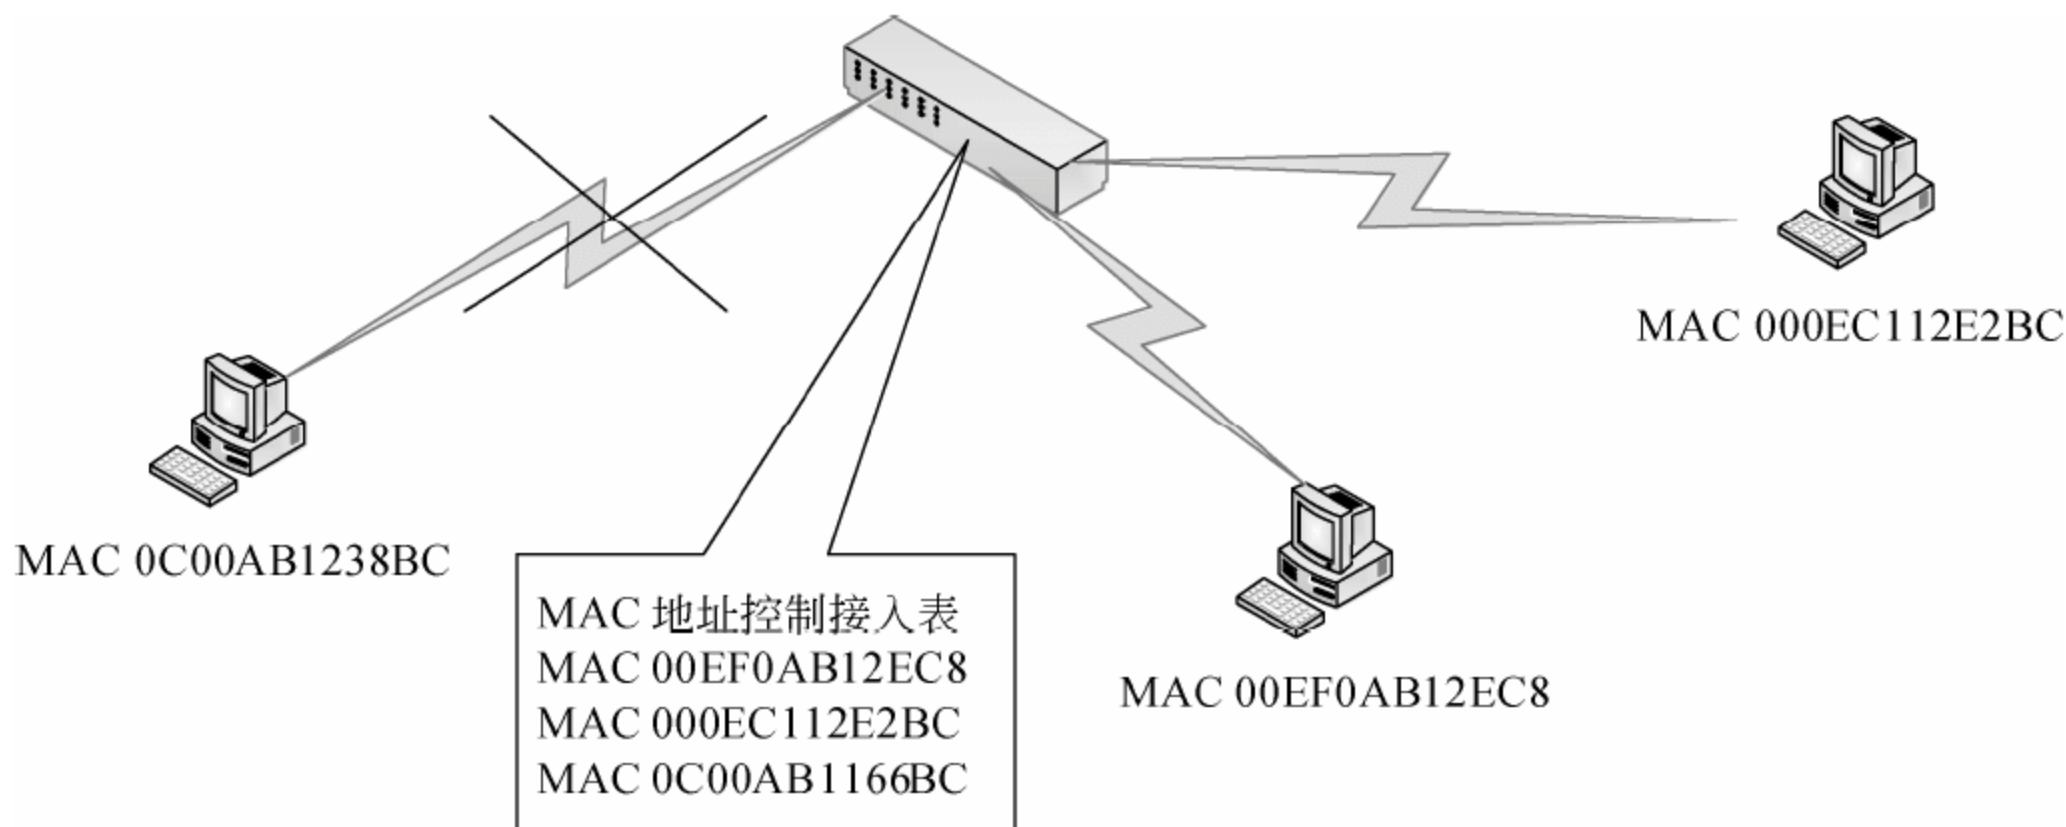 MAC 000EC112E2BC
MAC 0C00AB1238BC
MAC 地址控制接入表
MAC 00EF0AB12EC8
MAC 000EC112E2BC
MAC 0C00AB1166BC
MAC 00EF0AB12EC8